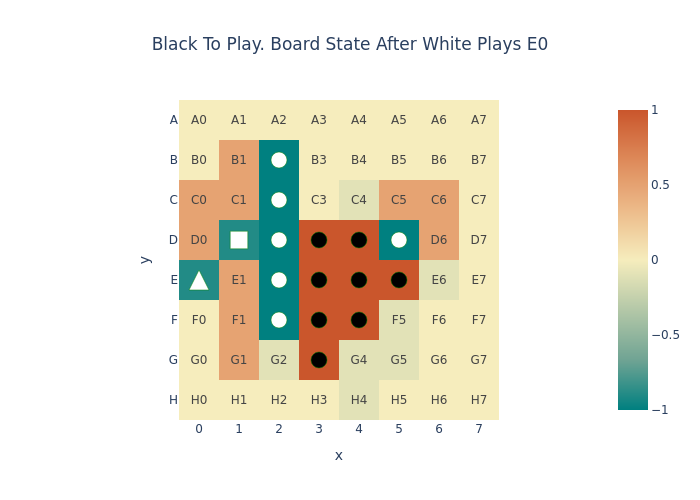 Black To Play. Board State After White Plays E0
A A0 A1 A2 A3 A4 A5 A6 A7 1
B B0 B1 B3 B4 B5 B6 B7
C C0 C1 C3 C4 C5 C6 C7 0.5
D D0 D6 D7
y E E1 E6 E7 0
F F0 F1 F5 F6 F7 −0.5
G G0 G1 G2 G4 G5 G6 G7
H H0 H1 H2 H3 H4 H5 H6 H7 −1
0 1 2 3 4 5 6 7
x